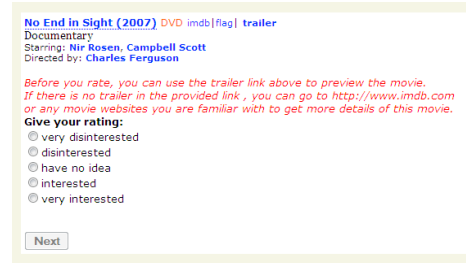 No End in Sight (2007) DVD imdb|flag| trailer
Documentary
Starring: Nir Rosen, Campbell Scott
Directed by: Charles Ferguson
Before you rate, you can use the trailer link above to preview the movie.
If there is no trailer in the provided link , you can go to http://www.imdb.com
or any movie websites you are familiar with to get more details of this movie.
Give your rating:
very disinterested
disinterested
have no idea
interested
very interested
Next